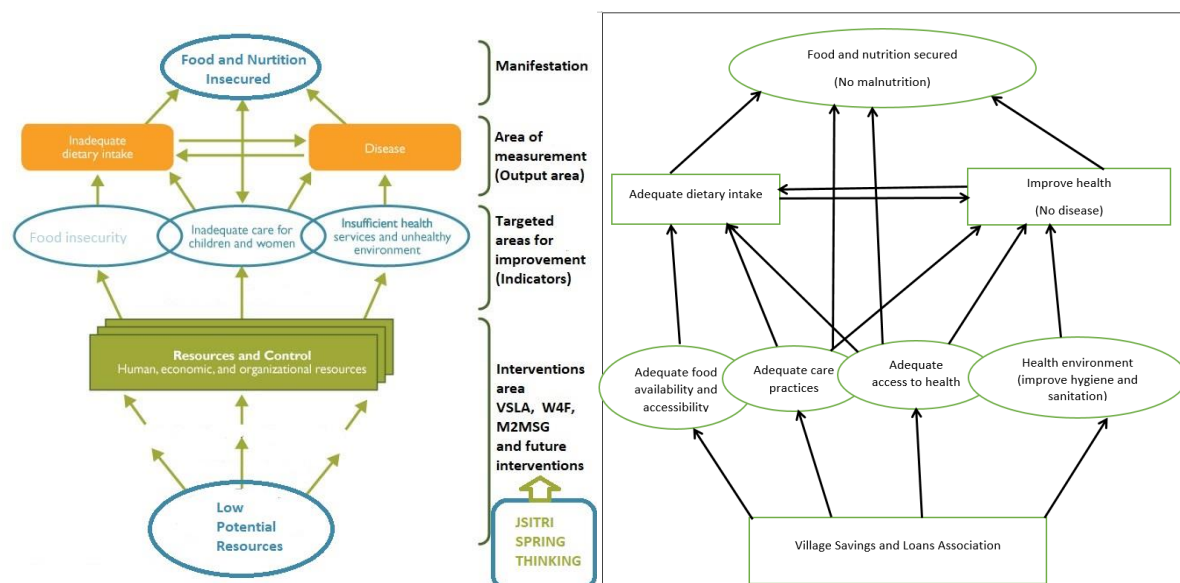 Food and Nurtition
Insecured
Manifestation
Inadequate
dietary intake
Disease
Area of
measurement
(Output area)
Food insecurity
Inadequate care for
children and women
Insufficient health
services and unhealthy
environment
Targeted
areas for
improvement
(Indicators)
Resources and Control
Human, economic, and organizational resources
Interventions
area
VSLA, W4F,
M2MSG
and future
interventions
Low
Potential
Resources
JSITRI
SPRING
THINKING
Food and nutrition secured
(No malnutrition)
Adequate dietary intake
Improve health
(No disease)
Adequate food
availability and
accessibility
Adequate care
practices
Adequate
access to health
Health environment
(improve hygiene and
sanitation)
Village Savings and Loans Association